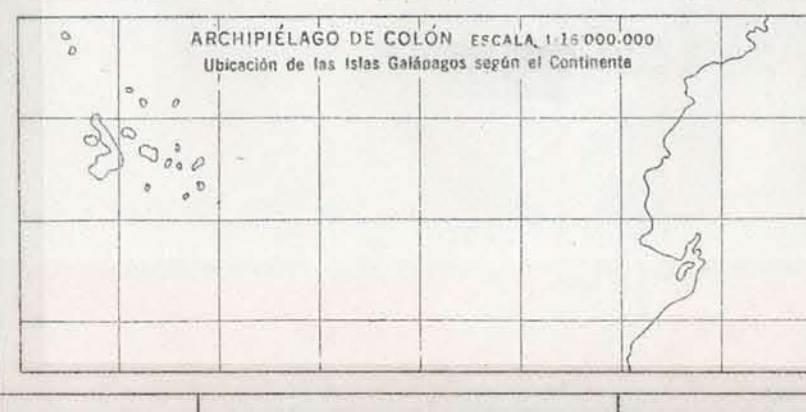 ARCHIPIÉLAGO DE COLÓN ESCALA 1:16 000.000
Ubicación de las Islas Galápagos según el Continente